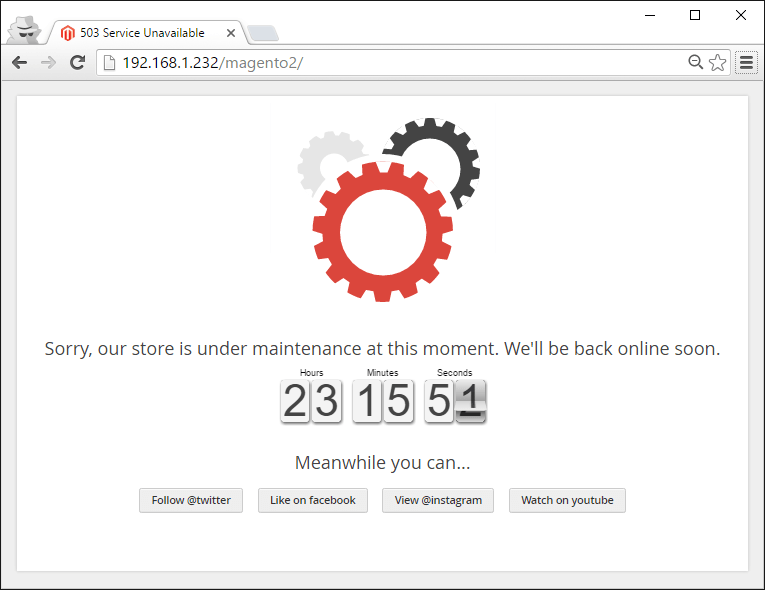 503 Service Unavailable
192.168.1.232/magento2/
Sorry, our store is under maintenance at this moment. We'll be back online soon.
Hours Minutes Seconds
23 15 51
Meanwhile you can...
Follow @twitter Like on facebook View @instagram Watch on youtube